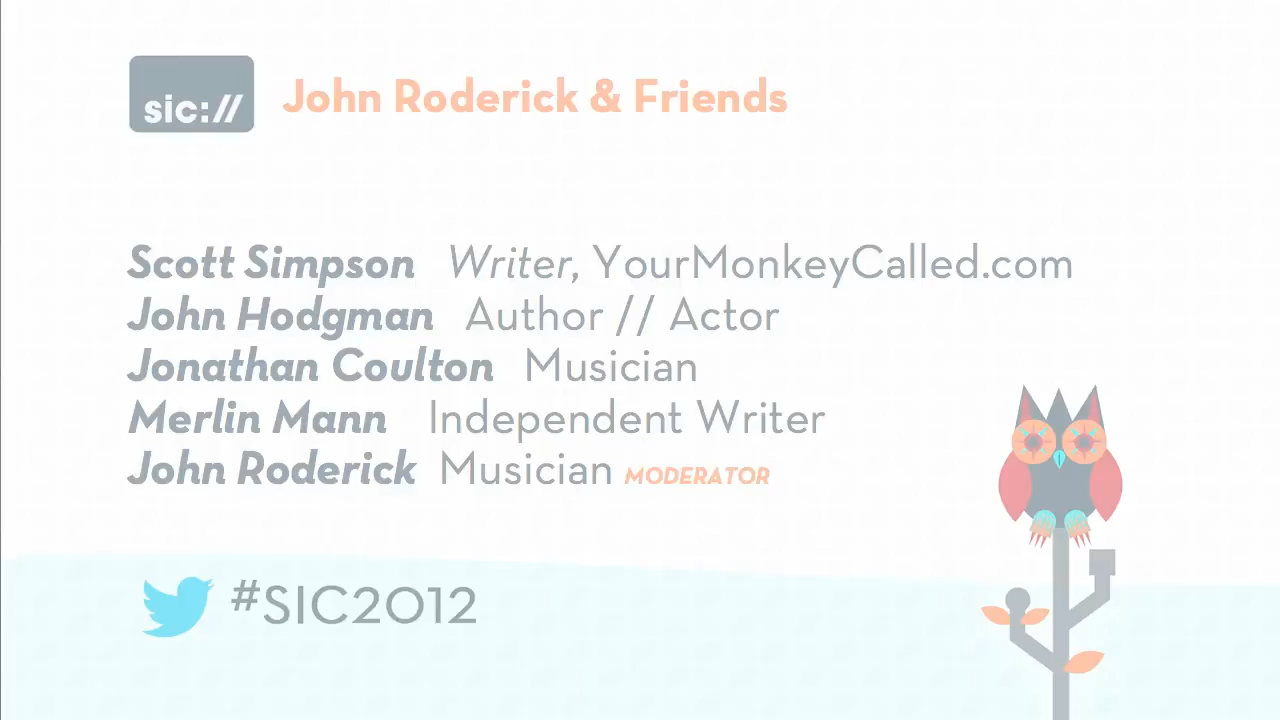 sic:// John Roderick & Friends
Scott Simpson Writer, YourMonkeyCalled.com
John Hodgman Author // Actor
Jonathan Coulton Musician
Merlin Mann Independent Writer
John Roderick Musician MODERATOR
#SIC2012